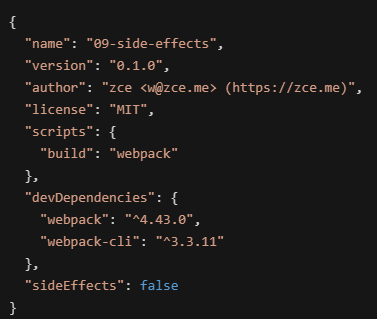 {
  "name": "09-side-effects",
  "version": "0.1.0",
  "author": "zce <w@zce.me> (https://zce.me)",
  "license": "MIT",
  "scripts": {
    "build": "webpack"
  },
  "devDependencies": {
    "webpack": "^4.43.0",
    "webpack-cli": "^3.3.11"
  },
  "sideEffects": false
}